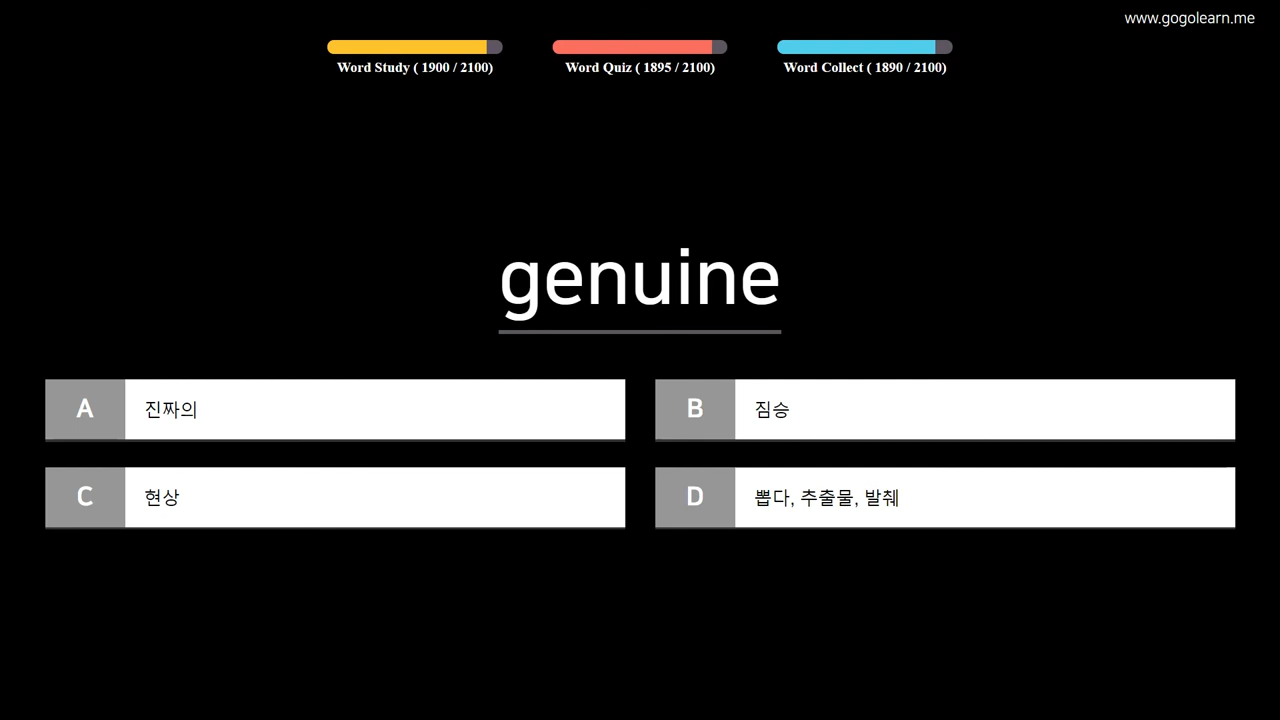 www.gogolearn.me
Word Study ( 1900 / 2100)
Word Quiz ( 1895 / 2100)
Word Collect ( 1890 / 2100)
genuine
A 진짜의
B 짐승
C 현상
D 뽑다, 추출물, 발췌